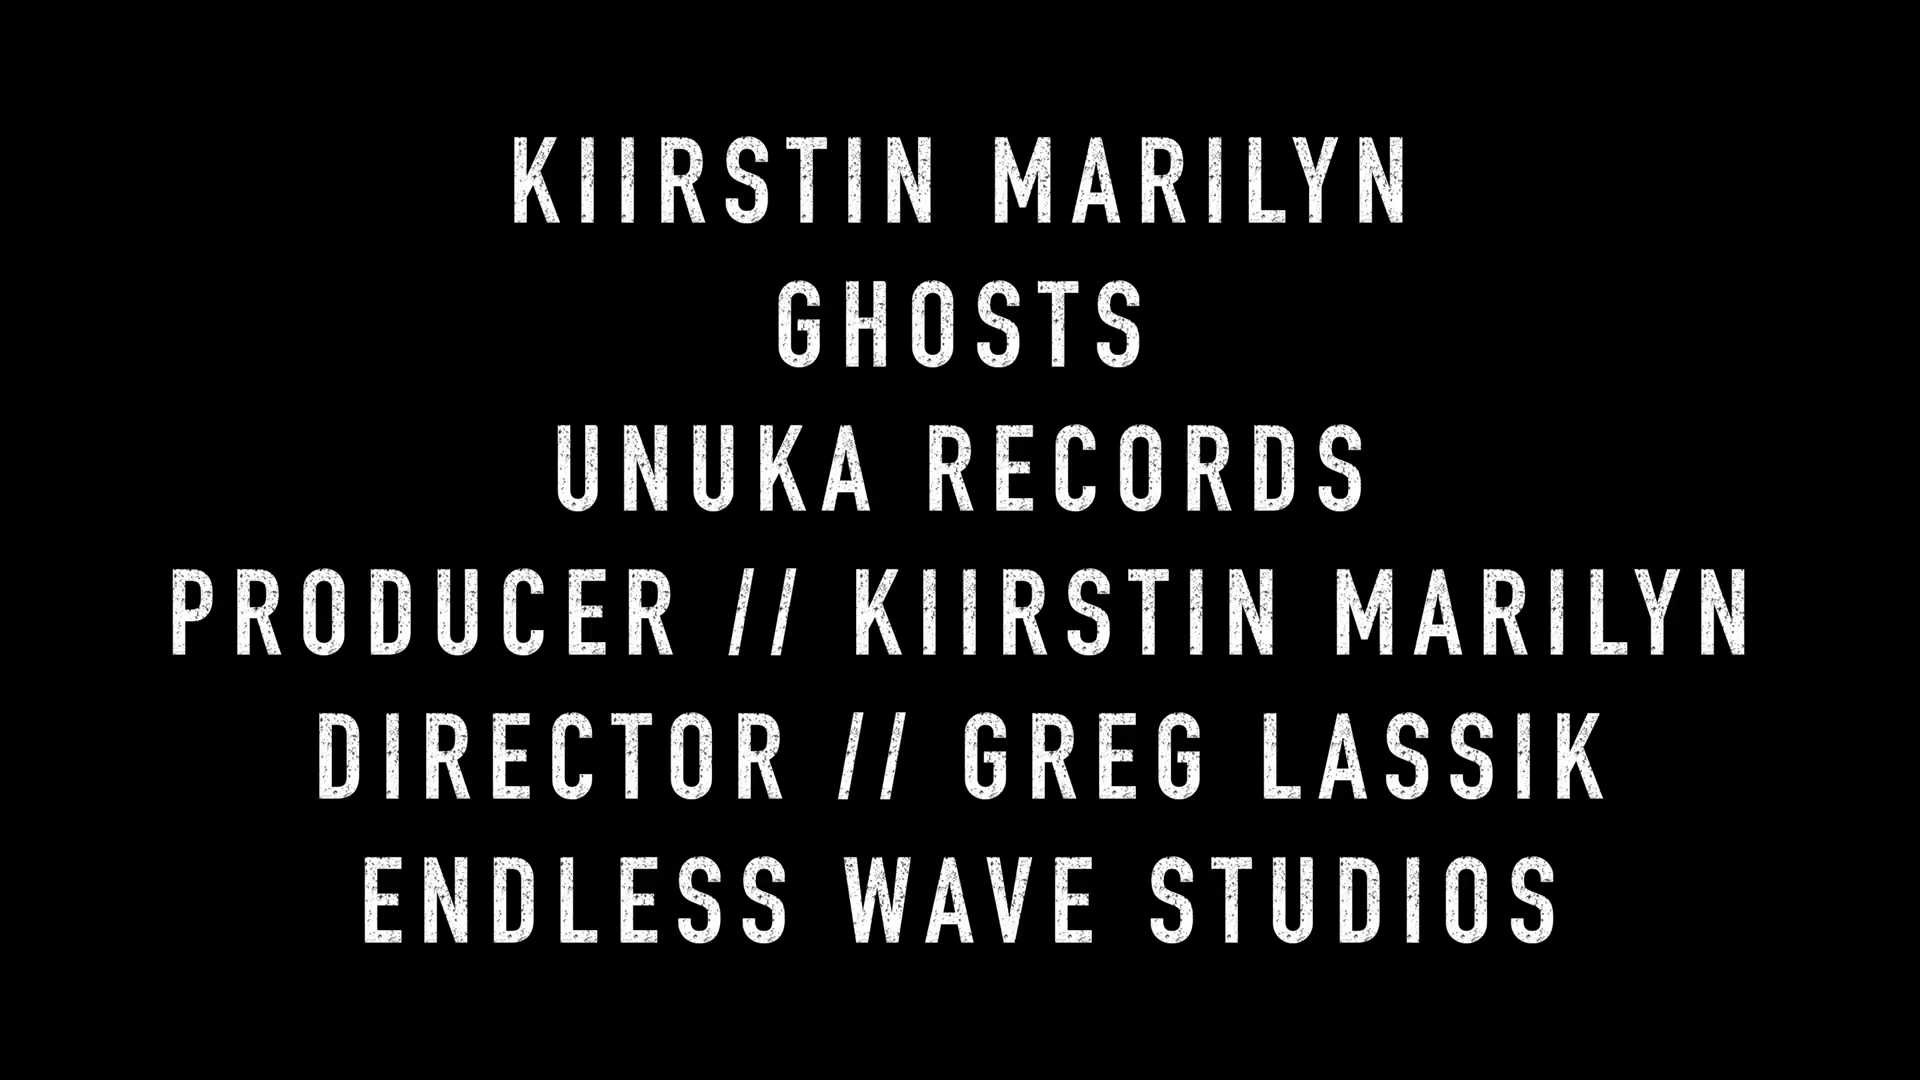 KIIRSTIN MARILYN
GHOSTS
UNUKA RECORDS
PRODUCER // KIIRSTIN MARILYN
DIRECTOR // GREG LASSIK
ENDLESS WAVE STUDIOS